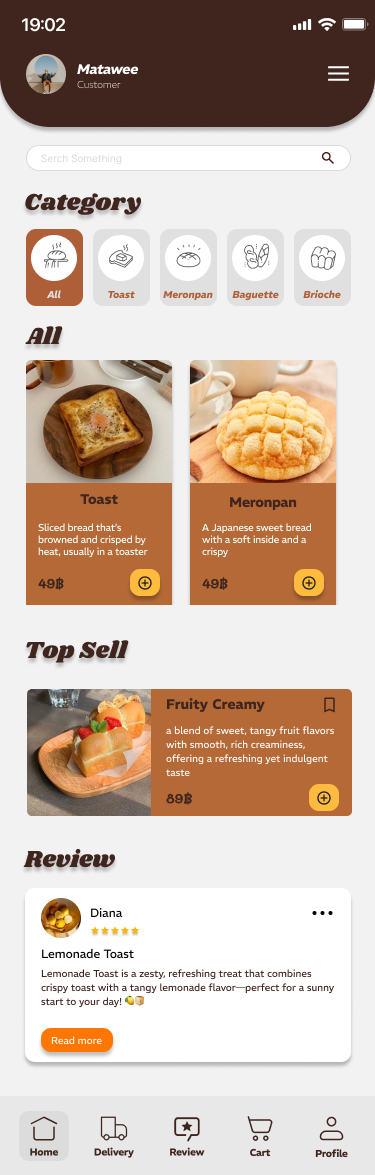 19:02
Matawee
Customer
Serch Something
Category
All
Toast
Meronpan
Baguette
Brioche
All
Toast
Sliced bread that's
browned and crisped by
heat, usually in a toaster
49฿
Meronpan
A Japanese sweet bread
with a soft inside and a
crispy
49฿
Top Sell
Fruity Creamy
a blend of sweet, tangy fruit flavors
with smooth, rich creaminess,
offering a refreshing yet indulgent
taste
89฿
Review
Diana
Lemonade Toast
Lemonade Toast is a zesty, refreshing treat that combines
crispy toast with a tangy lemonade flavor—perfect for a sunny
start to your day! 🍋🍞
Read more
Home
Delivery
Review
Cart
Profile